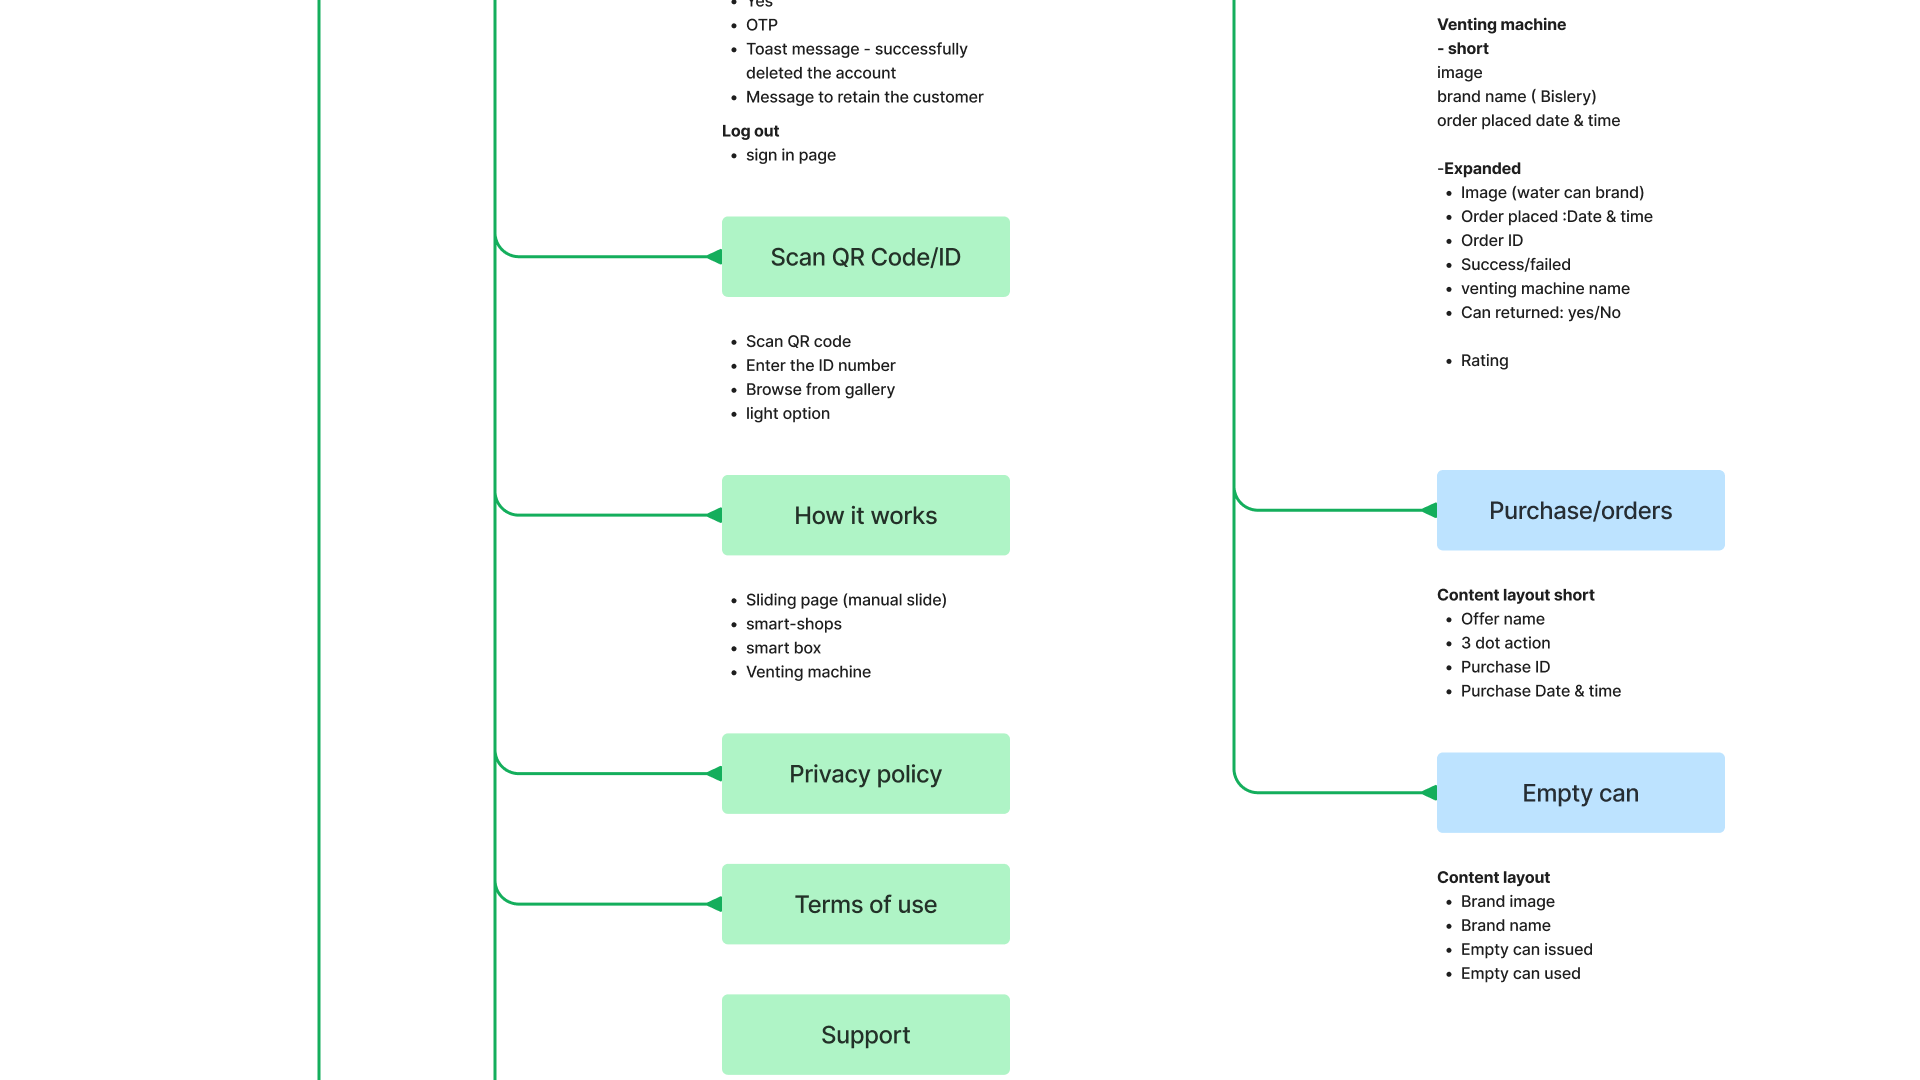 • Yes
• OTP
• Toast message - successfully
deleted the account
• Message to retain the customer
Log out
• sign in page
Scan QR Code/ID
• Scan QR code
• Enter the ID number
• Browse from gallery
• light option
How it works
• Sliding page (manual slide)
• smart-shops
• smart box
• Venting machine
Privacy policy
Terms of use
Support
Venting machine
- short
image
brand name ( Bislery)
order placed date & time
-Expanded
• Image (water can brand)
• Order placed :Date & time
• Order ID
• Success/failed
• venting machine name
• Can returned: yes/No
• Rating
Purchase/orders
Content layout short
• Offer name
• 3 dot action
• Purchase ID
• Purchase Date & time
Empty can
Content layout
• Brand image
• Brand name
• Empty can issued
• Empty can used